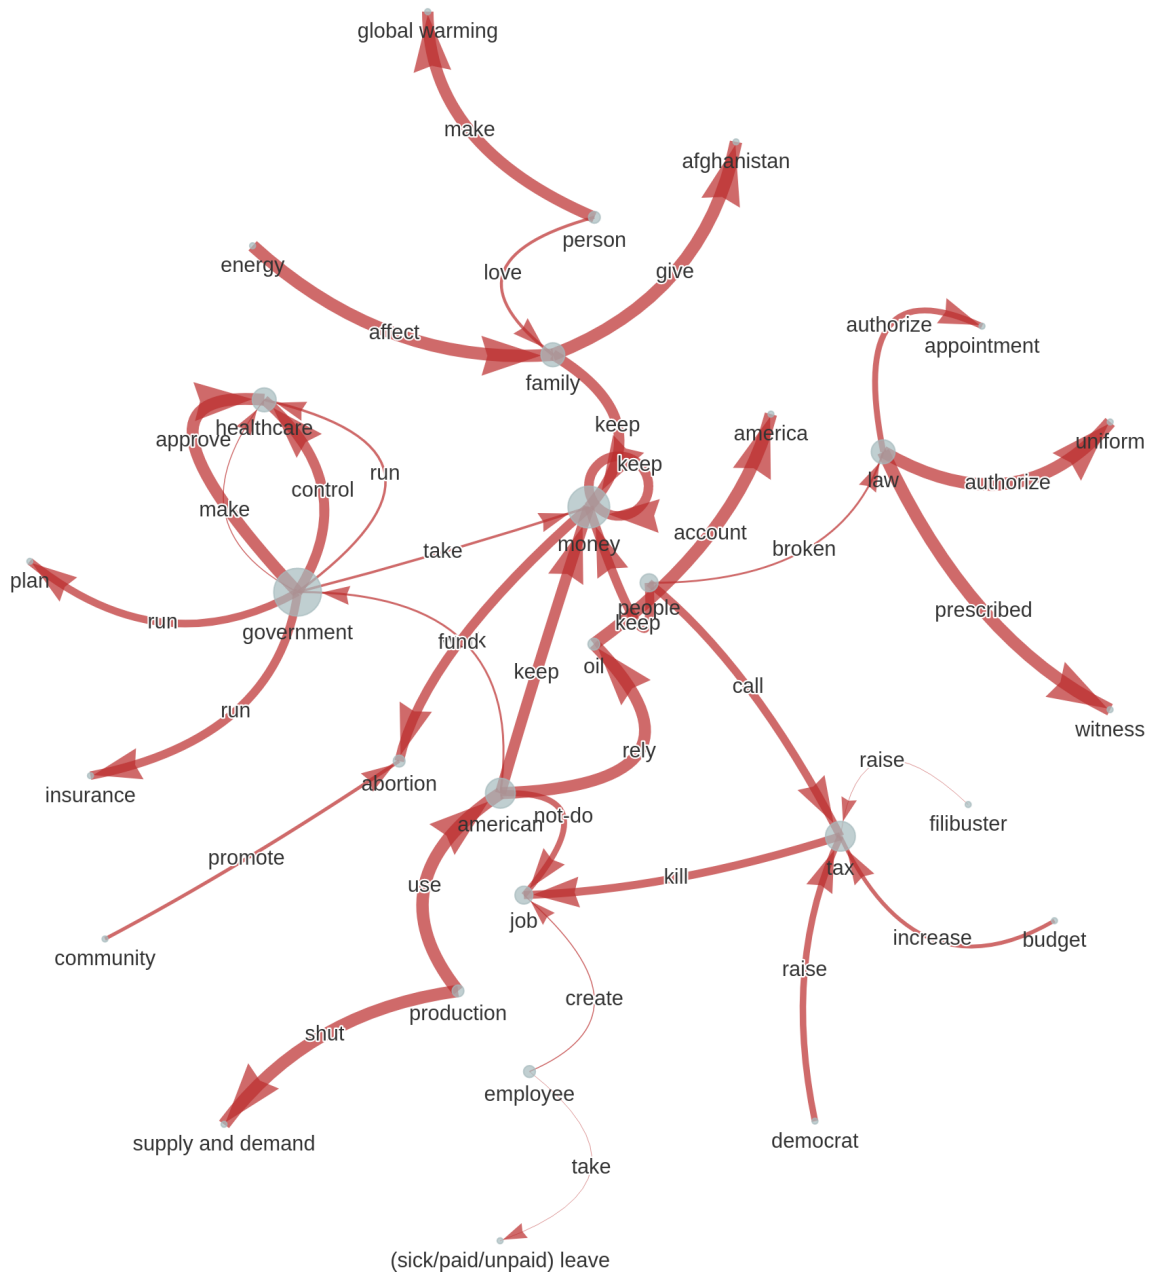 global warming
make
afghanistan
person
energy
love
give
affect
authorize
appointment
family
healthcare
approve
keep
america
uniform
keep
run
law
control
authorize
make
account
money
take
broken
plan
people
prescribed
run
keep
government
fund
oil
keep
call
run
witness
rely
raise
abortion
insurance
american
not-do
filibuster
promote
tax
kill
use
job
increase
budget
community
raise
create
production
shut
employee
supply and demand
democrat
take
(sick/paid/unpaid) leave